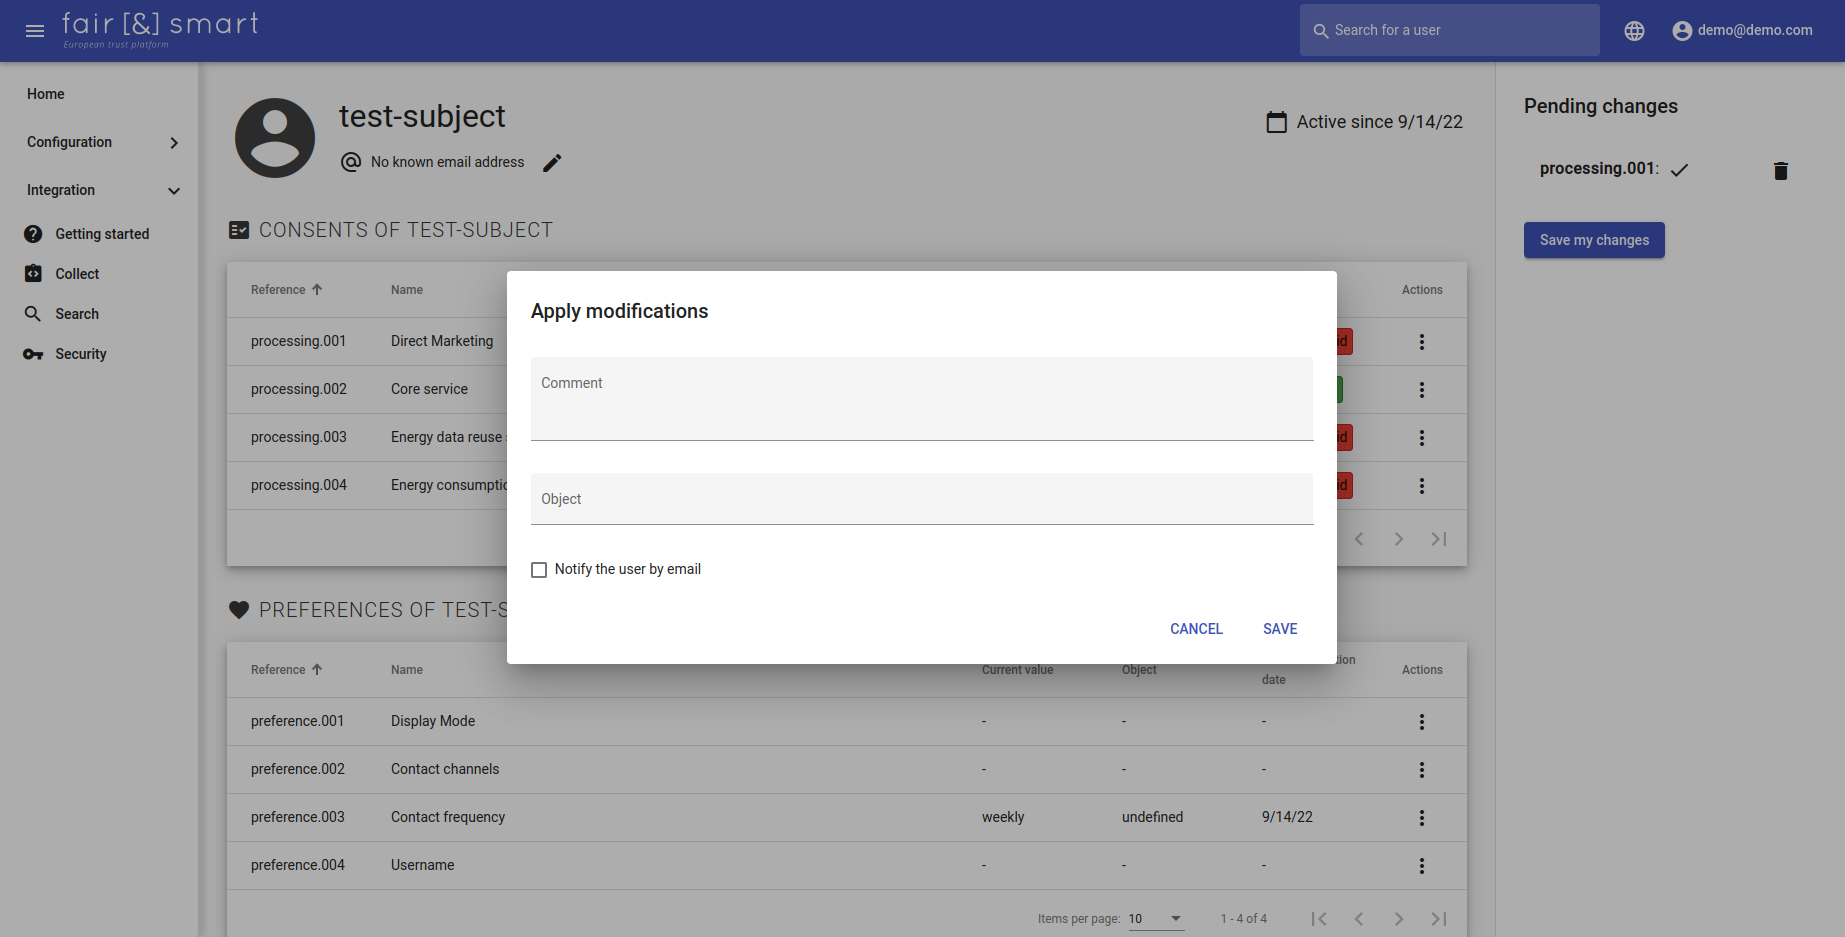 fair [&] smart
European trust platform
Search for a user
demo@demo.com
Home
Configuration
Integration
Getting started
Collect
Search
Security
test-subject
No known email address
Active since 9/14/22
CONSENTS OF TEST-SUBJECT
Reference Name Actions
processing.001 Direct Marketing id
processing.002 Core service
processing.003 Energy data reuse id
processing.004 Energy consumptio id
Apply modifications
Comment
Object
Notify the user by email
CANCEL SAVE
PREFERENCES OF TEST-S
Reference Name Current value Object tion date Actions
preference.001 Display Mode - - -
preference.002 Contact channels - - -
preference.003 Contact frequency weekly undefined 9/14/22
preference.004 Username - - -
Items per page: 10 1 - 4 of 4
Pending changes
processing.001:
Save my changes